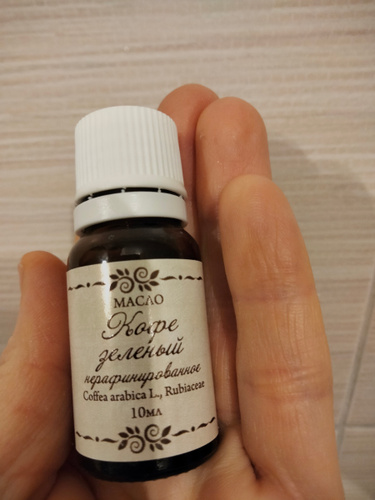 МАСЛО
Кофе
зеленый
нерафинированное
Coffea arabica L., Rubiaceae
10мл